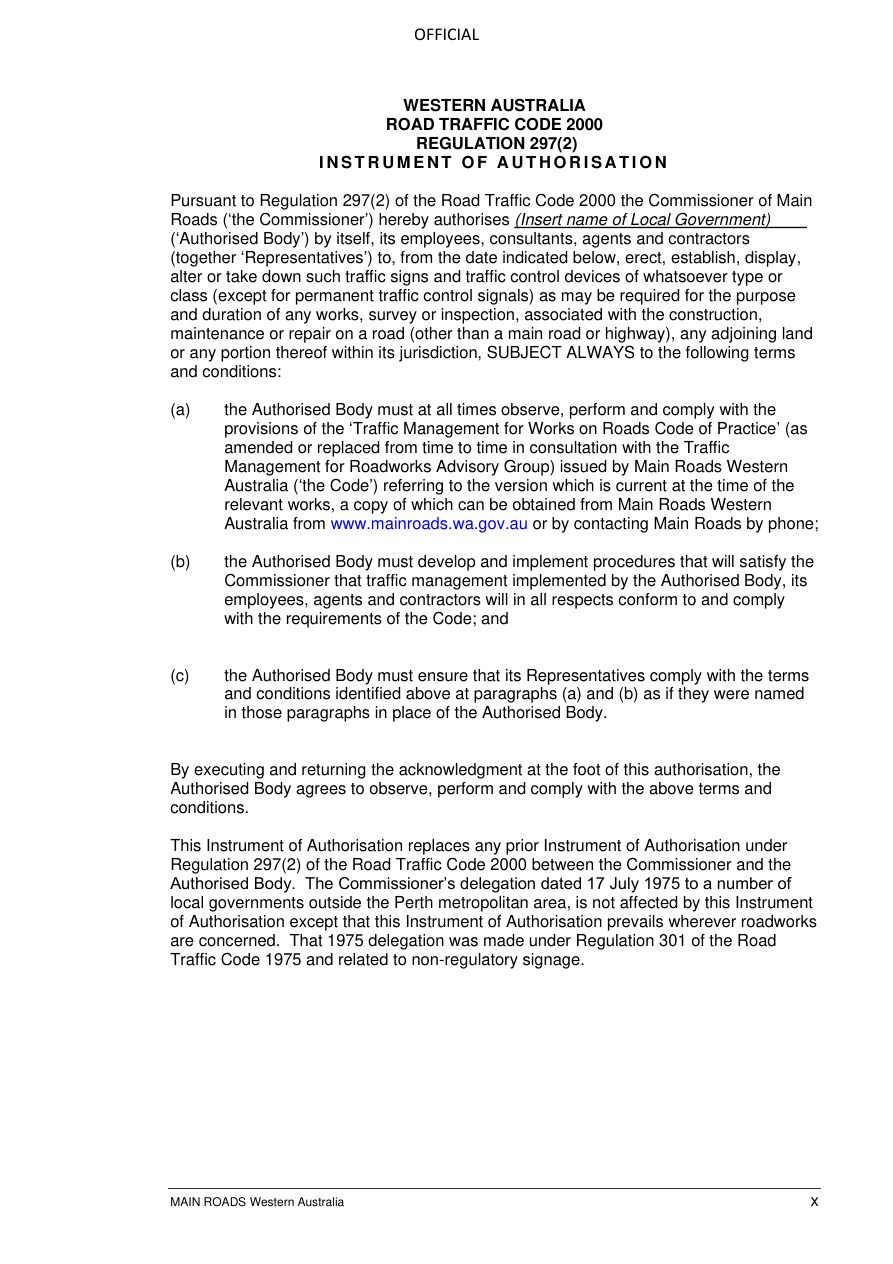 OFFICIAL
WESTERN AUSTRALIA
ROAD TRAFFIC CODE 2000
REGULATION 297(2)
INSTRUMENT OF AUTHORISATION
Pursuant to Regulation 297(2) of the Road Traffic Code 2000 the Commissioner of Main
Roads (‘the Commissioner’) hereby authorises (Insert name of Local Government)
(‘Authorised Body’) by itself, its employees, consultants, agents and contractors
(together ‘Representatives’) to, from the date indicated below, erect, establish, display,
alter or take down such traffic signs and traffic control devices of whatsoever type or
class (except for permanent traffic control signals) as may be required for the purpose
and duration of any works, survey or inspection, associated with the construction,
maintenance or repair on a road (other than a main road or highway), any adjoining land
or any portion thereof within its jurisdiction, SUBJECT ALWAYS to the following terms
and conditions:
(a) the Authorised Body must at all times observe, perform and comply with the
provisions of the ‘Traffic Management for Works on Roads Code of Practice’ (as
amended or replaced from time to time in consultation with the Traffic
Management for Roadworks Advisory Group) issued by Main Roads Western
Australia (‘the Code’) referring to the version which is current at the time of the
relevant works, a copy of which can be obtained from Main Roads Western
Australia from www.mainroads.wa.gov.au or by contacting Main Roads by phone;
(b) the Authorised Body must develop and implement procedures that will satisfy the
Commissioner that traffic management implemented by the Authorised Body, its
employees, agents and contractors will in all respects conform to and comply
with the requirements of the Code; and
(c) the Authorised Body must ensure that its Representatives comply with the terms
and conditions identified above at paragraphs (a) and (b) as if they were named
in those paragraphs in place of the Authorised Body.
By executing and returning the acknowledgment at the foot of this authorisation, the
Authorised Body agrees to observe, perform and comply with the above terms and
conditions.
This Instrument of Authorisation replaces any prior Instrument of Authorisation under
Regulation 297(2) of the Road Traffic Code 2000 between the Commissioner and the
Authorised Body. The Commissioner’s delegation dated 17 July 1975 to a number of
local governments outside the Perth metropolitan area, is not affected by this Instrument
of Authorisation except that this Instrument of Authorisation prevails wherever roadworks
are concerned. That 1975 delegation was made under Regulation 301 of the Road
Traffic Code 1975 and related to non-regulatory signage.
MAIN ROADS Western Australia x